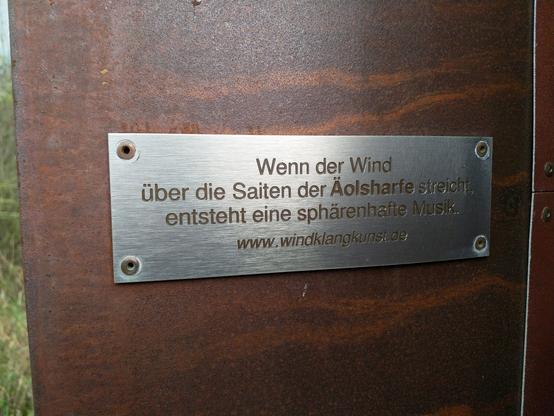 Wenn der Wind
über die Saiten der Äolsharfe streicht,
entsteht eine sphärenhafte Musik.
www.windklangkunst.de